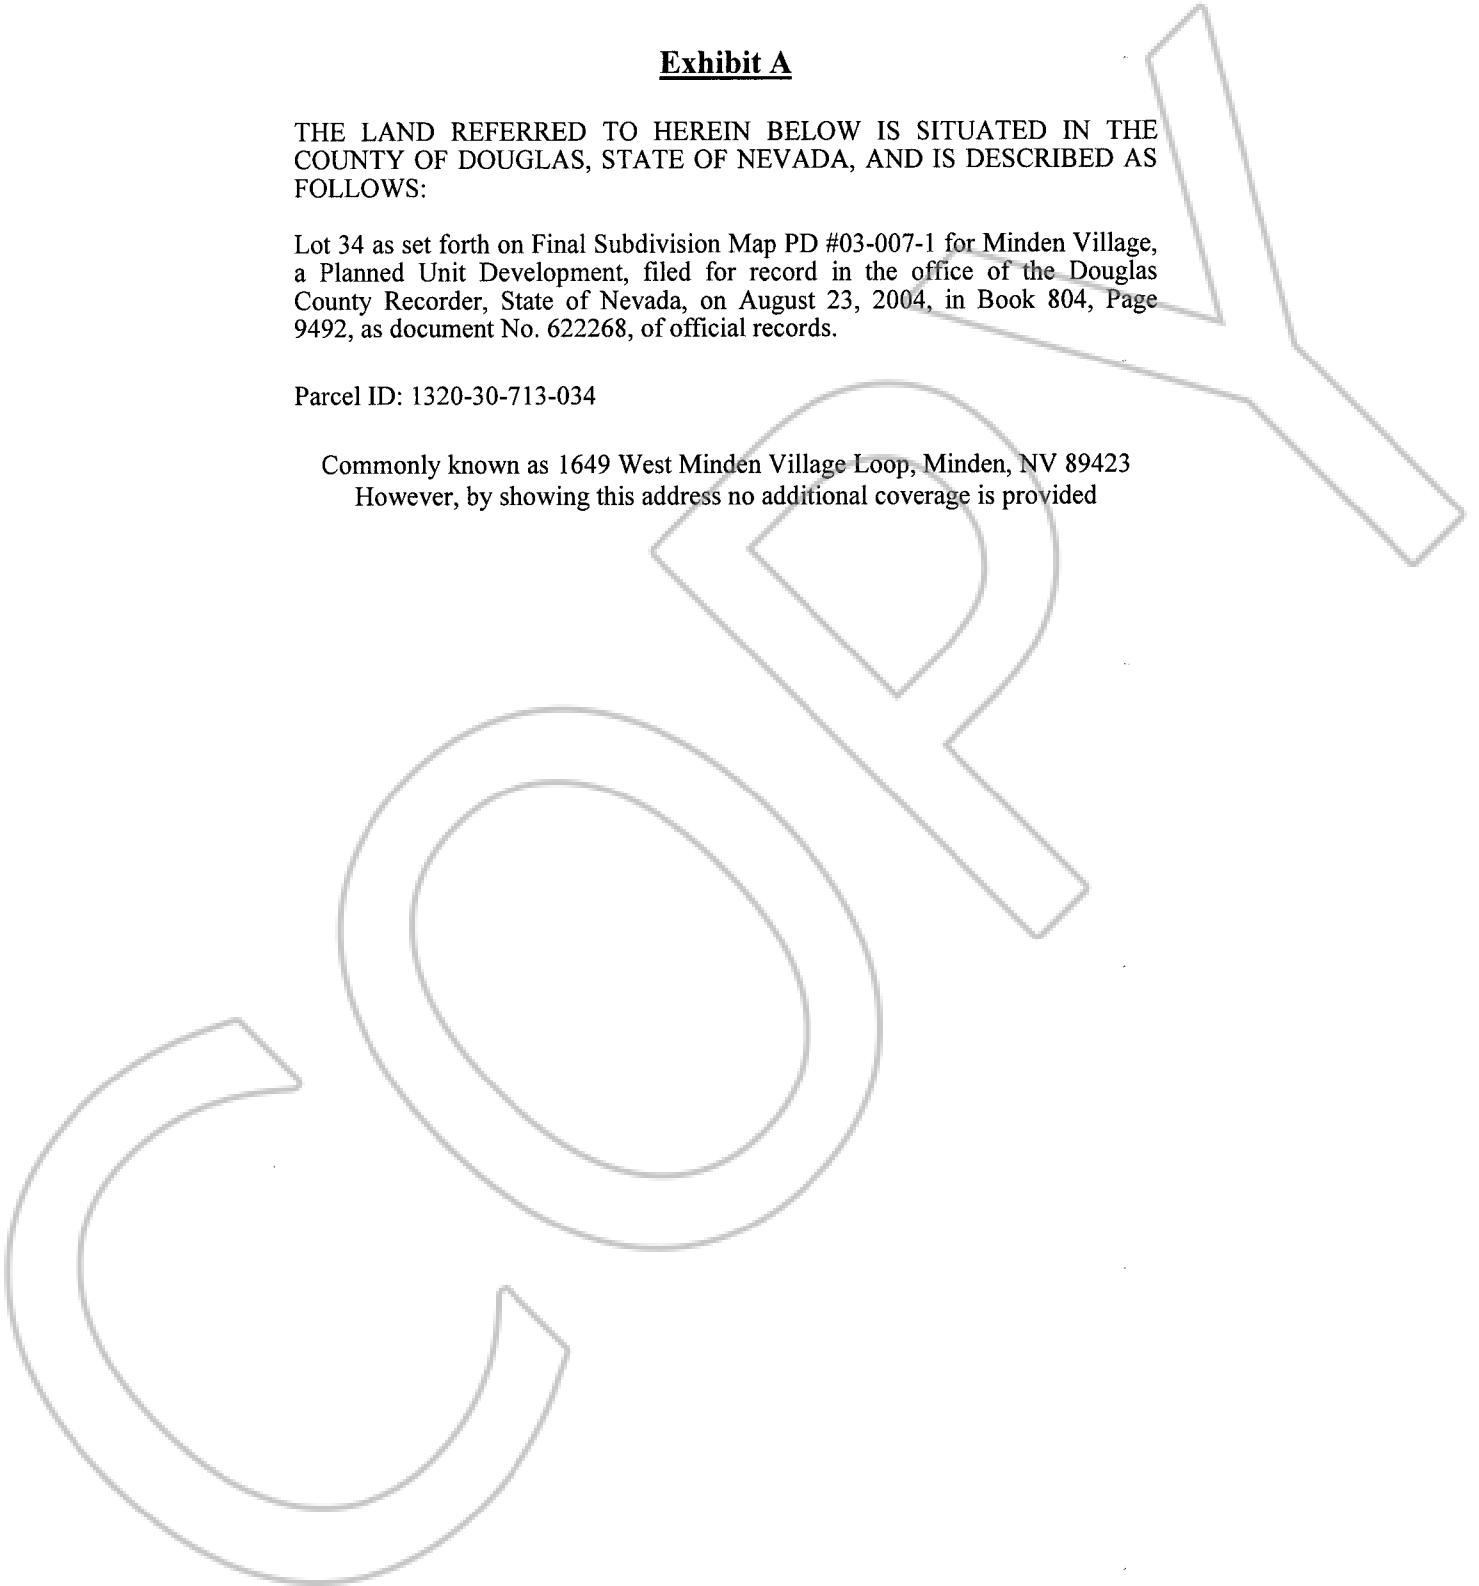 Exhibit A
THE LAND REFERRED TO HEREIN BELOW IS SITUATED IN THE
COUNTY OF DOUGLAS, STATE OF NEVADA, AND IS DESCRIBED AS
FOLLOWS:
Lot 34 as set forth on Final Subdivision Map PD #03-007-1 for Minden Village,
a Planned Unit Development, filed for record in the office of the Douglas
County Recorder, State of Nevada, on August 23, 2004, in Book 804, Page
9492, as document No. 622268, of official records.
Parcel ID: 1320-30-713-034
Commonly known as 1649 West Minden Village Loop, Minden, NV 89423
However, by showing this address no additional coverage is provided
COPY